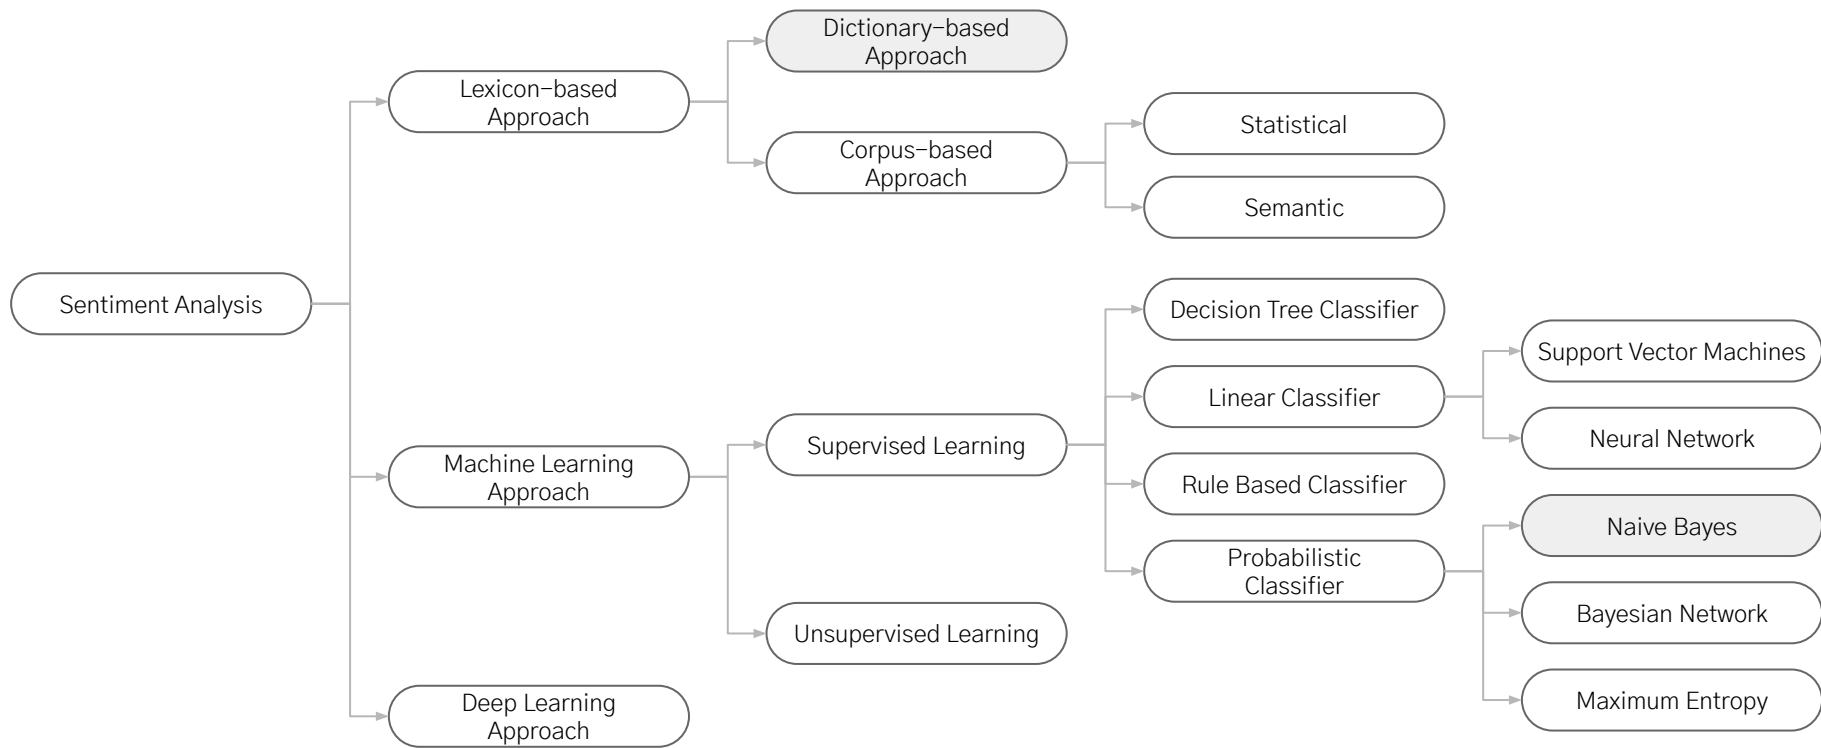 Sentiment Analysis
Lexicon-based
Approach
Dictionary-based
Approach
Corpus-based
Approach
Statistical
Semantic
Machine Learning
Approach
Supervised Learning
Decision Tree Classifier
Linear Classifier
Support Vector Machines
Neural Network
Rule Based Classifier
Probabilistic
Classifier
Naive Bayes
Bayesian Network
Maximum Entropy
Unsupervised Learning
Deep Learning
Approach